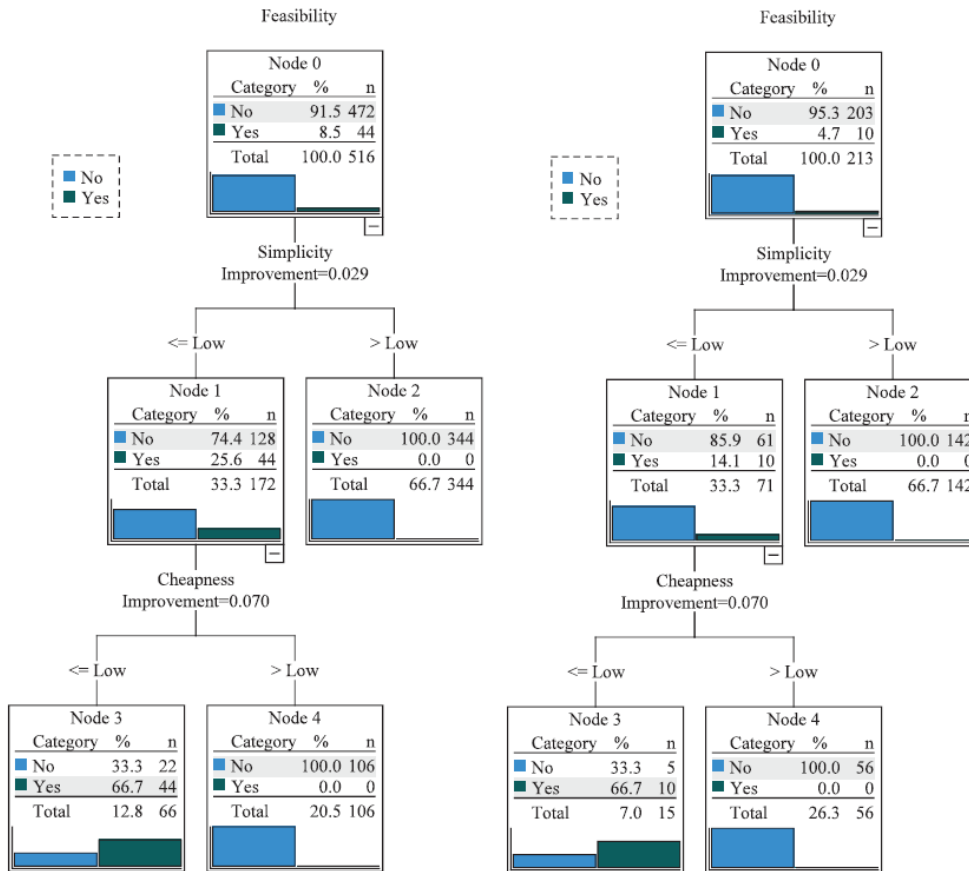 Feasibility
Node 0
Category % n
No 91.5 472
Yes 8.5 44
Total 100.0 516
No
Yes
Simplicity
Improvement=0.029
<= Low
> Low
Node 1
Category % n
No 74.4 128
Yes 25.6 44
Total 33.3 172
Node 2
Category % n
No 100.0 344
Yes 0.0 0
Total 66.7 344
Cheapness
Improvement=0.070
<= Low
> Low
Node 3
Category % n
No 33.3 22
Yes 66.7 44
Total 12.8 66
Node 4
Category % n
No 100.0 106
Yes 0.0 0
Total 20.5 106
Feasibility
Node 0
Category % n
No 95.3 203
Yes 4.7 10
Total 100.0 213
No
Yes
Simplicity
Improvement=0.029
<= Low
> Low
Node 1
Category % n
No 85.9 61
Yes 14.1 10
Total 33.3 71
Node 2
Category % n
No 100.0 142
Yes 0.0 0
Total 66.7 142
Cheapness
Improvement=0.070
<= Low
> Low
Node 3
Category % n
No 33.3 5
Yes 66.7 10
Total 7.0 15
Node 4
Category % n
No 100.0 56
Yes 0.0 0
Total 26.3 56